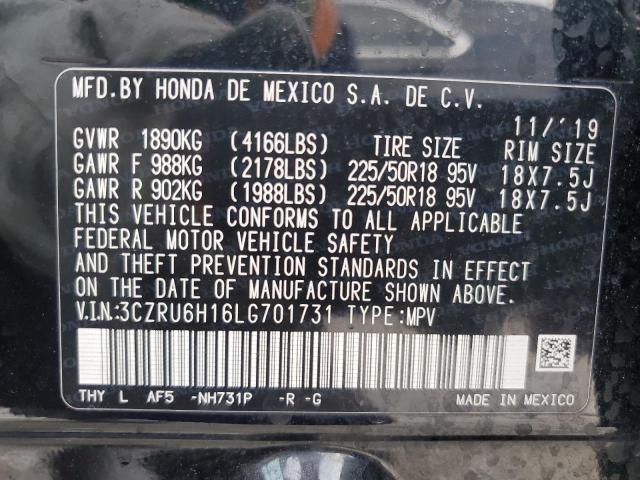 MFD.BY HONDA DE MEXICO S.A. DE C.V.
11/'19
GVWR 1890KG (4166LBS) TIRE SIZE RIM SIZE
GAWR F 988KG (2178LBS) 225/50R18 95V 18X7.5J
GAWR R 902KG (1988LBS) 225/50R18 95V 18X7.5J
THIS VEHICLE CONFORMS TO ALL APPLICABLE
FEDERAL MOTOR VEHICLE SAFETY
AND THEFT PREVENTION STANDARDS IN EFFECT
ON THE DATE OF MANUFACTURE SHOWN ABOVE.
V.I.N.:3CZRU6H16LG701731 TYPE:MPV
THY L AF5 -NH731P -R -G MADE IN MEXICO